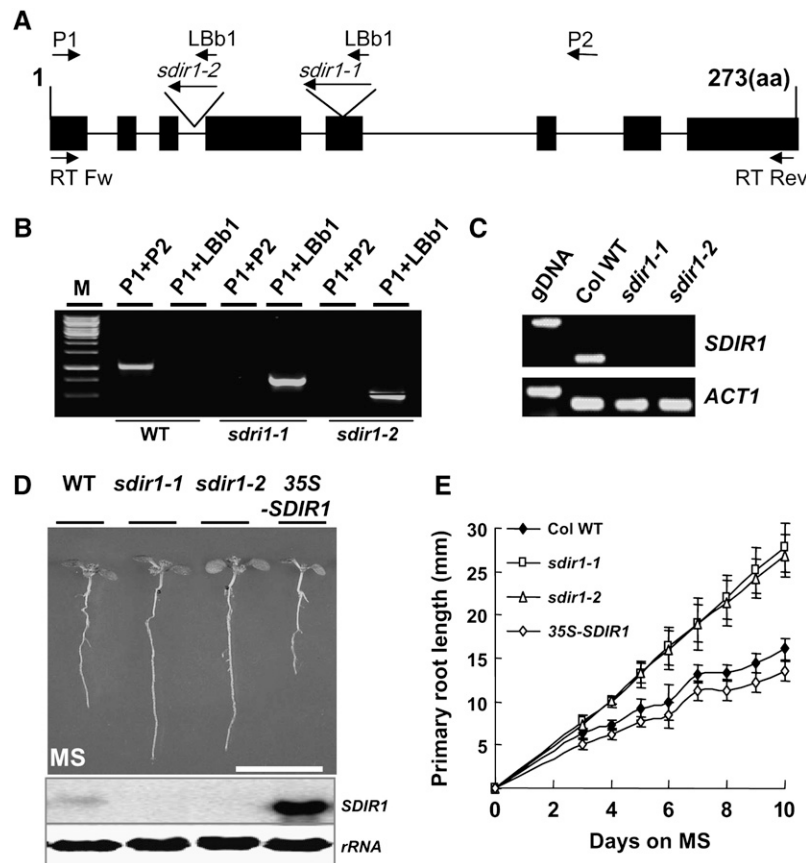 A
P1
LBb1
LBb1
P2
sdir1-2
sdir1-1
1
273(aa)
RT Fw
RT Rev
B
M
P1+P2
P1+LBb1
P1+P2
P1+LBb1
P1+P2
P1+LBb1
WT
sdri1-1
sdir1-2
C
gDNA
Col WT
sdir1-1
sdir1-2
SDIR1
ACT1
D
WT
sdir1-1
sdir1-2
35S
-SDIR1
MS
SDIR1
rRNA
E
Primary root length (mm)
30
25
20
15
10
5
0
2
4
6
8
10
Days on MS
Col WT
sdir1-1
sdir1-2
35S-SDIR1